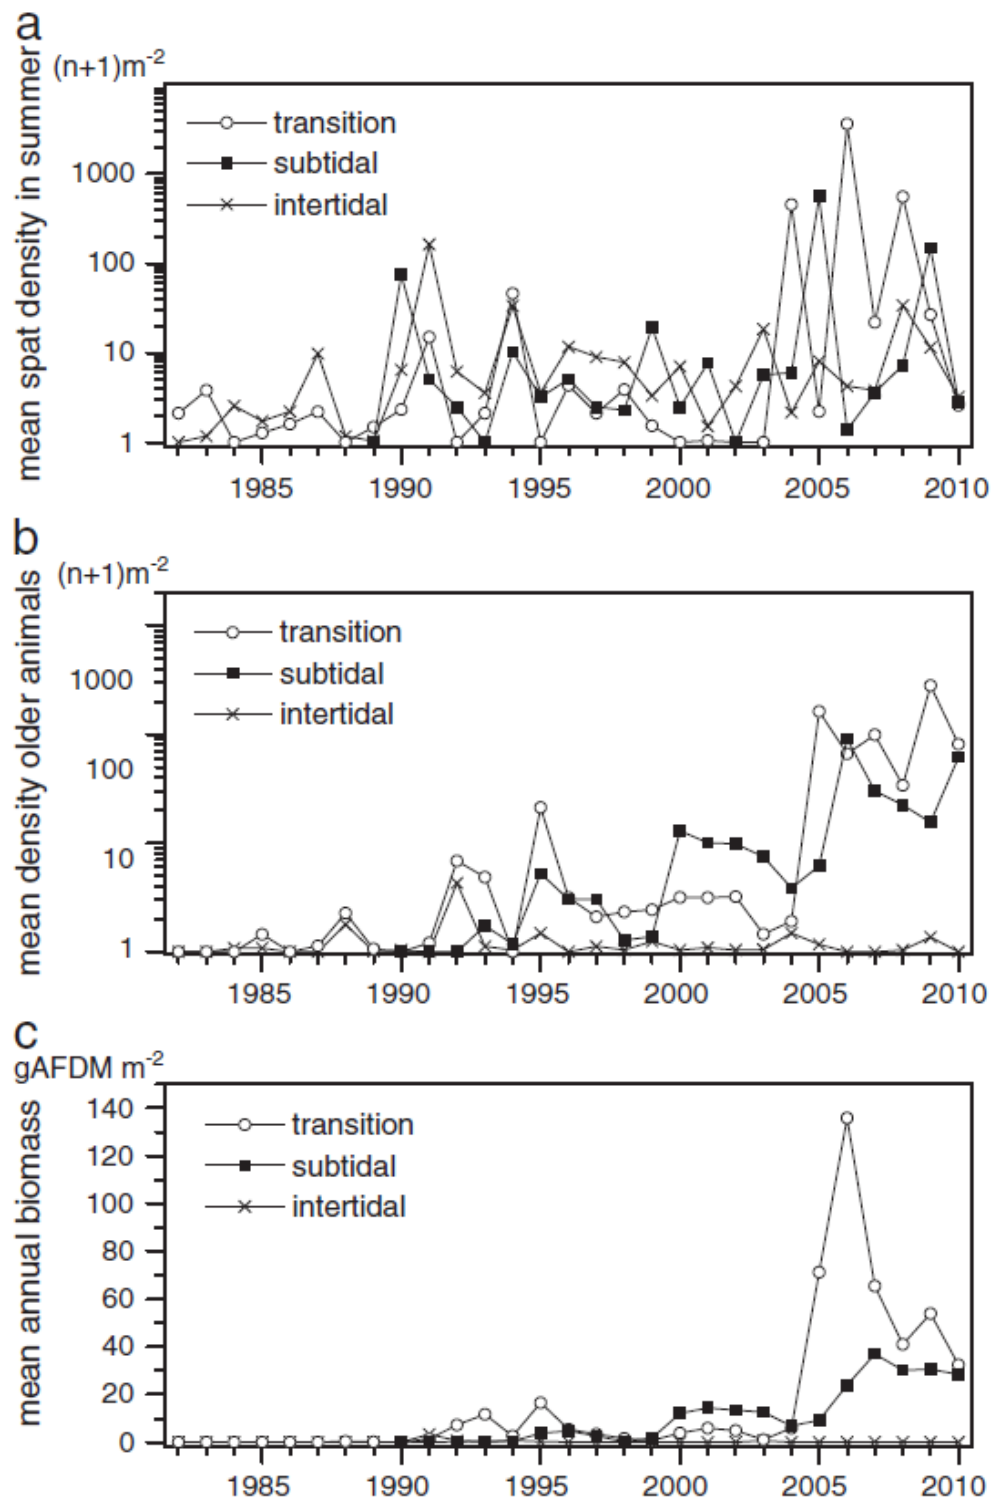 a
(n+1)m-2
mean spat density in summer
transition
subtidal
intertidal
1000
100
10
1
1985 1990 1995 2000 2005 2010
b
(n+1)m-2
mean density older animals
transition
subtidal
intertidal
1000
100
10
1
1985 1990 1995 2000 2005 2010
c
gAFDM m-2
mean annual biomass
transition
subtidal
intertidal
140
120
100
80
60
40
20
0
1985 1990 1995 2000 2005 2010